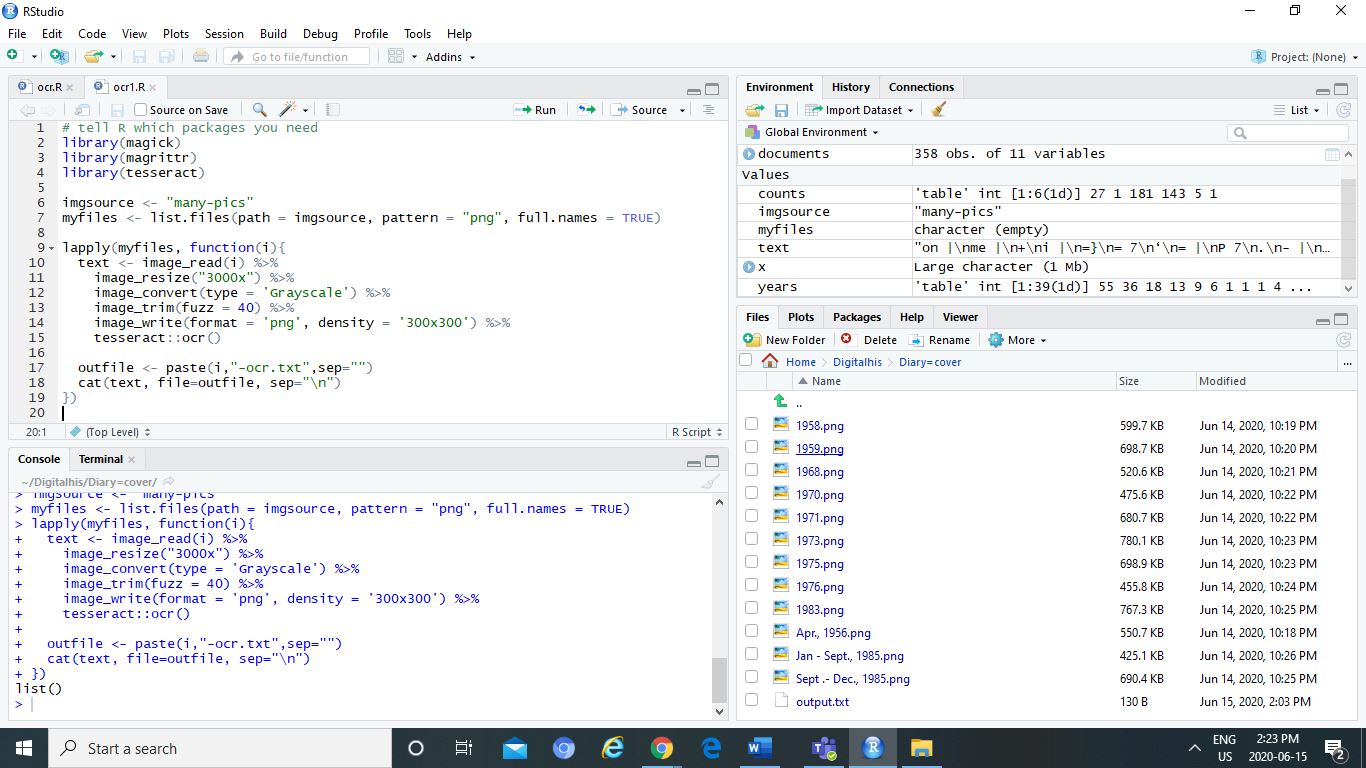 RStudio
File Edit Code View Plots Session Build Debug Profile Tools Help
Go to file/function Addins Project: (None)
ocr.R ocr1.R
Source on Save Run Source
1 # tell R which packages you need
2 library(magick)
3 library(magrittr)
4 library(tesseract)
5
6 imgsource <- "many-pics"
7 myfiles <- list.files(path = imgsource, pattern = "png", full.names = TRUE)
8
9 lapply(myfiles, function(i){
10 text <- image_read(i) %>%
11 image_resize("3000x") %>%
12 image_convert(type = 'Grayscale') %>%
13 image_trim(fuzz = 40) %>%
14 image_write(format = 'png', density = '300x300') %>%
15 tesseract::ocr()
16
17 outfile <- paste(i,"-ocr.txt",sep="")
18 cat(text, file=outfile, sep="\n")
19 })
20
20:1 (Top Level) R Script
Console Terminal
~/Digitalhis/Diary=cover/
> imgsource <- "many-pics"
> myfiles <- list.files(path = imgsource, pattern = "png", full.names = TRUE)
> lapply(myfiles, function(i){
+ text <- image_read(i) %>%
+ image_resize("3000x") %>%
+ image_convert(type = 'Grayscale') %>%
+ image_trim(fuzz = 40) %>%
+ image_write(format = 'png', density = '300x300') %>%
+ tesseract::ocr()
+
+ outfile <- paste(i,"-ocr.txt",sep="")
+ cat(text, file=outfile, sep="\n")
+ })
list()
>
Environment History Connections
Import Dataset List
Global Environment
documents 358 obs. of 11 variables
Values
counts 'table' int [1:6(1d)] 27 1 181 143 5 1
imgsource "many-pics"
myfiles character (empty)
text "on |\nme |\n+\ni |\n=}\n= 7\n‘\n= |\nP 7\n.\n- |\n…
x Large character (1 Mb)
years 'table' int [1:39(1d)] 55 36 18 13 9 6 1 1 1 4 ...
Files Plots Packages Help Viewer
New Folder Delete Rename More
Home Digitalhis Diary=cover ...
Name Size Modified
..
1958.png 599.7 KB Jun 14, 2020, 10:19 PM
1959.png 698.7 KB Jun 14, 2020, 10:20 PM
1968.png 520.6 KB Jun 14, 2020, 10:21 PM
1970.png 475.6 KB Jun 14, 2020, 10:22 PM
1971.png 680.7 KB Jun 14, 2020, 10:22 PM
1973.png 780.1 KB Jun 14, 2020, 10:23 PM
1975.png 698.9 KB Jun 14, 2020, 10:23 PM
1976.png 455.8 KB Jun 14, 2020, 10:24 PM
1983.png 767.3 KB Jun 14, 2020, 10:25 PM
Apr., 1956.png 550.7 KB Jun 14, 2020, 10:18 PM
Jan - Sept., 1985.png 425.1 KB Jun 14, 2020, 10:26 PM
Sept .- Dec., 1985.png 690.4 KB Jun 14, 2020, 10:25 PM
output.txt 130 B Jun 15, 2020, 2:03 PM
Start a search
ENG 2:23 PM
US 2020-06-15 2